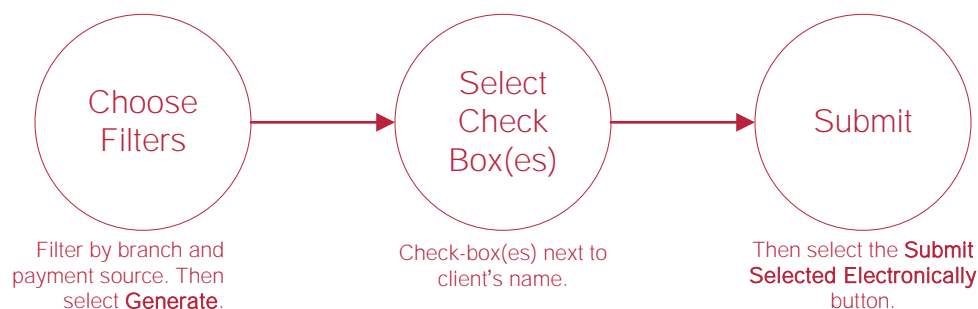 Choose
Filters
Select
Check
Box(es)
Submit
Filter by branch and
payment source. Then
select Generate.
Check-box(es) next to
client's name.
Then select the Submit
Selected Electronically
button.